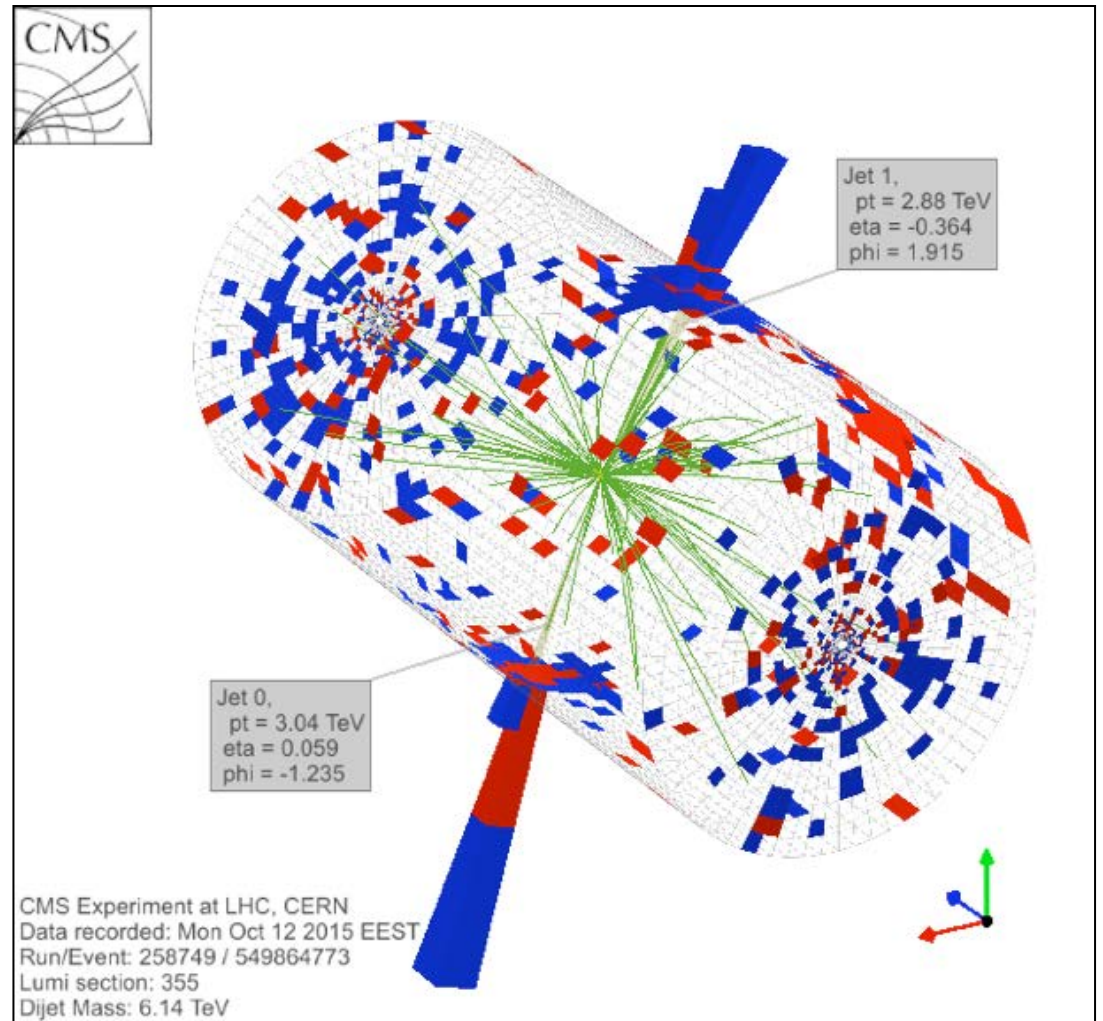 CMS
Jet 1,
pt = 2.88 TeV
eta = -0.364
phi = 1.915
Jet 0,
pt = 3.04 TeV
eta = 0.059
phi = -1.235
CMS Experiment at LHC, CERN
Data recorded: Mon Oct 12 2015 EEST
Run/Event: 258749 / 549864773
Lumi section: 355
Dijet Mass: 6.14 TeV